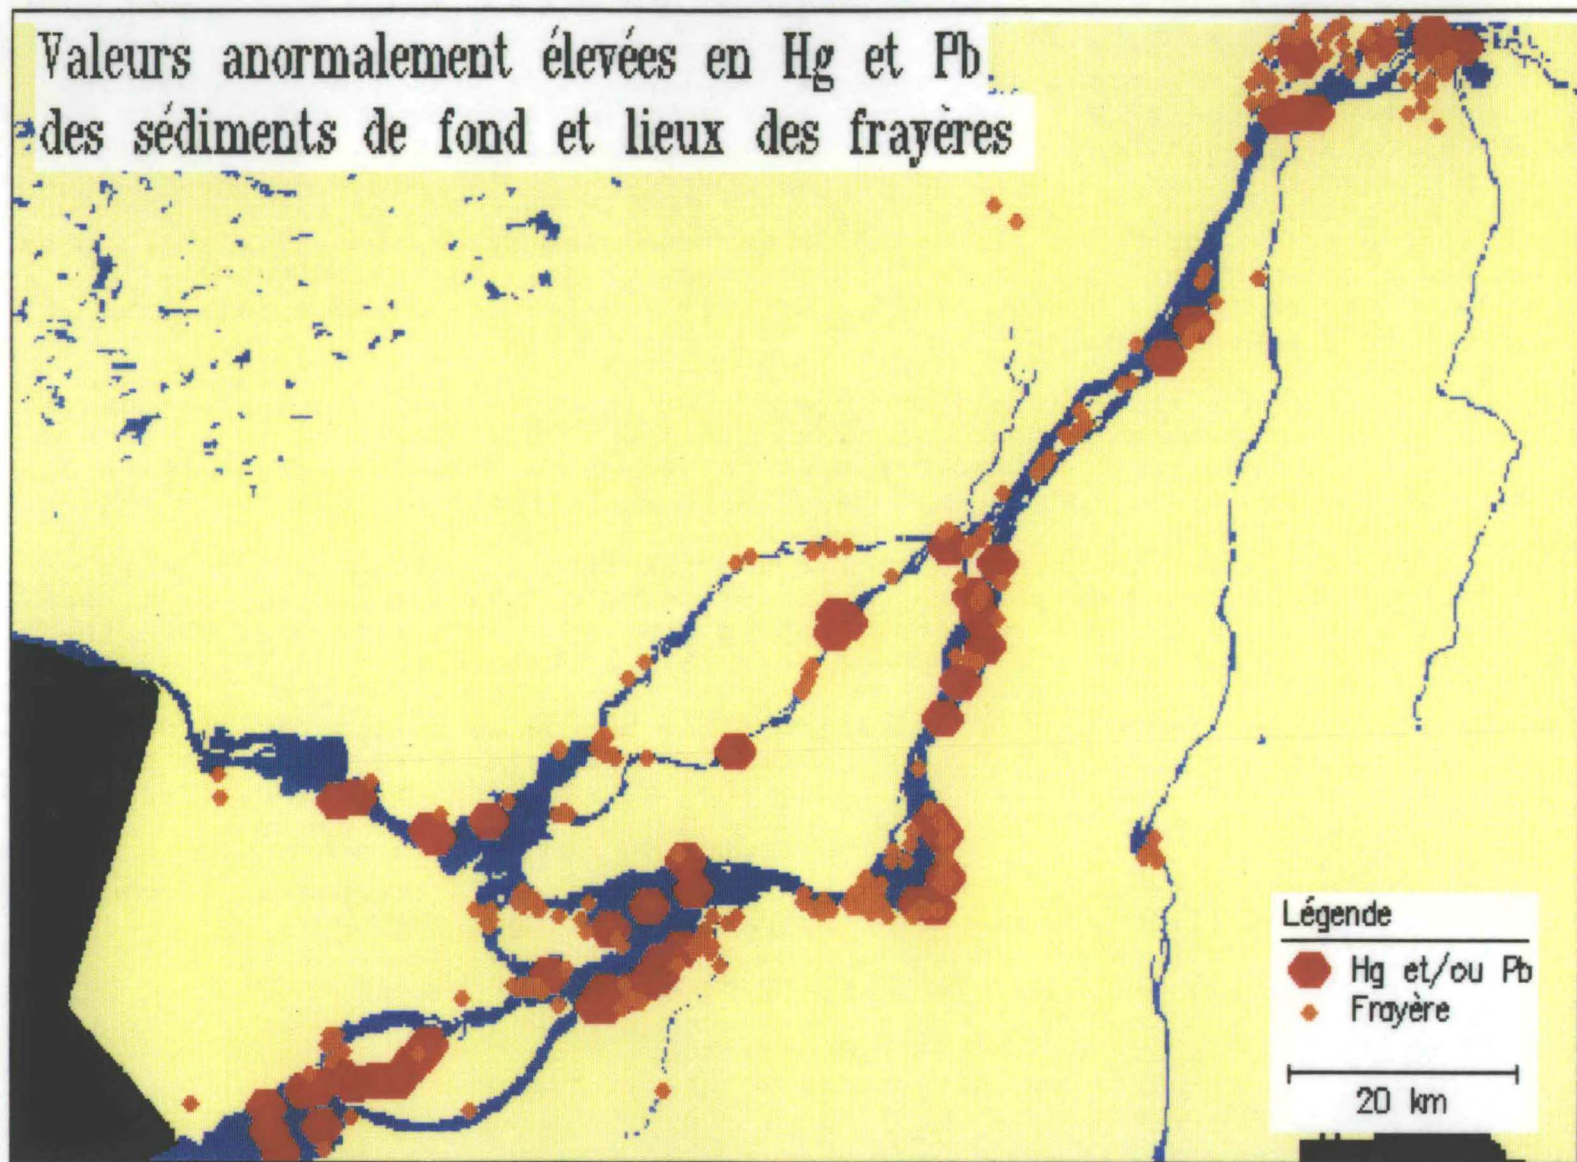 Valeurs anormalement élevées en Hg et Pb
des sédiments de fond et lieux des frayères
Légende
Hg et/ou Pb
Frayère
20 km